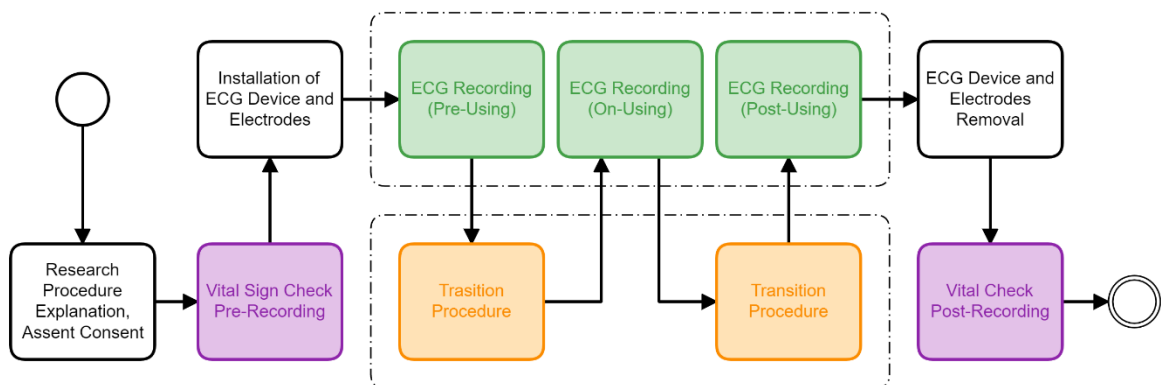 Installation of
ECG Device and
Electrodes
ECG Recording
(Pre-Using)
ECG Recording
(On-Using)
ECG Recording
(Post-Using)
ECG Device and
Electrodes
Removal
Research
Procedure
Explanation,
Assent Consent
Vital Sign Check
Pre-Recording
Trasition
Procedure
Transition
Procedure
Vital Check
Post-Recording